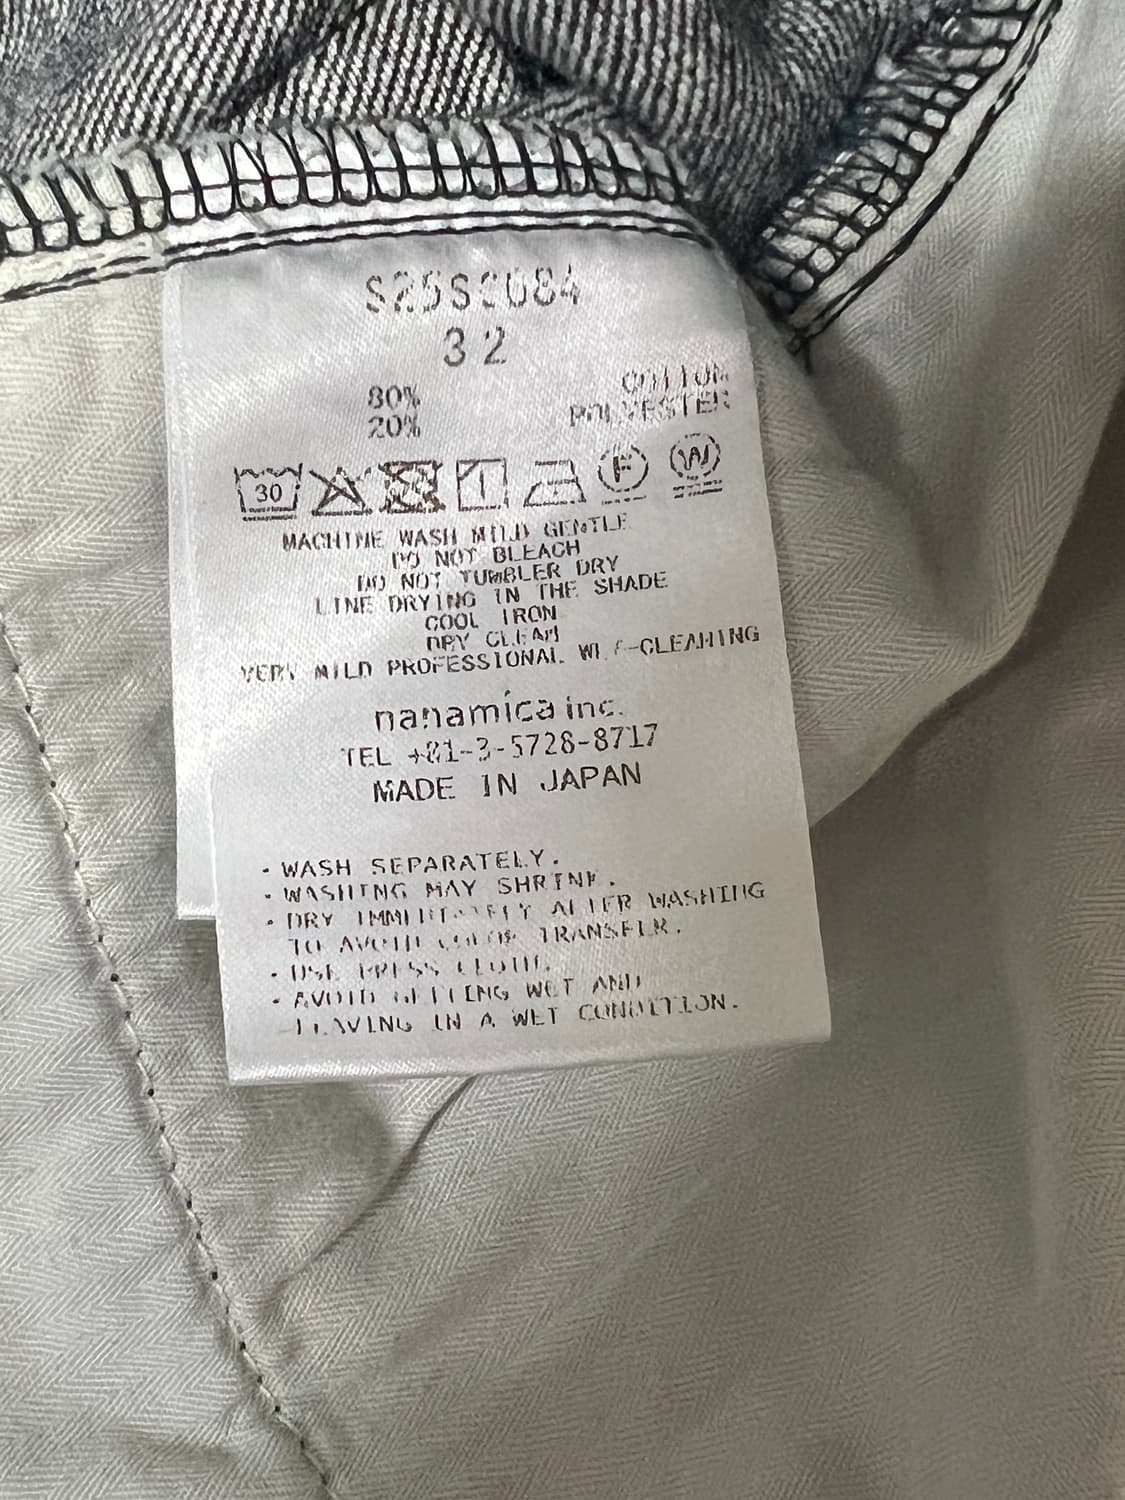 S25SC084
32
80% COTTON
20% POLYESTER
30
F W
MACHINE WASH MILD GENTLE
DO NOT BLEACH
DO NOT TUMBLER DRY
LINE DRYING IN THE SHADE
COOL IRON
DRY CLEAN
VERY MILD PROFESSIONAL WET-CLEANING
nanamica inc.
TEL +81-3-5728-8717
MADE IN JAPAN
· WASH SEPARATELY.
· WASHING MAY SHRINK.
· DRY IMMEDIATELY AFTER WASHING
TO AVOID COLOR TRANSFER.
· USE PRESS CLOTH.
· AVOID GETTING WET AND
LEAVING IN A WET CONDITION.